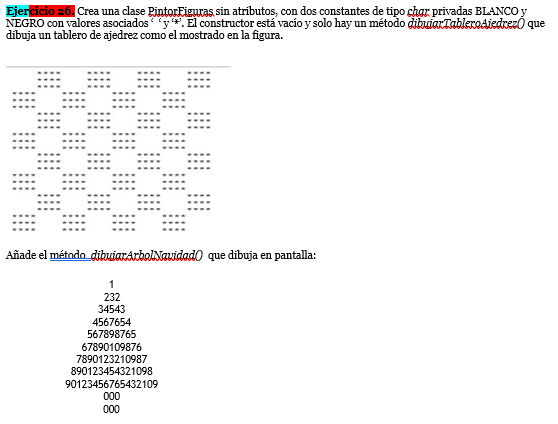 Ejercicio 26. Crea una clase PintorFiguras sin atributos, con dos constantes de tipo char privadas BLANCO y
NEGRO con valores asociados ‘ ‘ y ‘*’. El constructor está vacío y solo hay un método dibujarTableroAjedrez() que
dibuja un tablero de ajedrez como el mostrado en la figura.
    ****    ****    ****    ****
    ****    ****    ****    ****
    ****    ****    ****    ****
****    ****    ****    ****
****    ****    ****    ****
****    ****    ****    ****
    ****    ****    ****    ****
    ****    ****    ****    ****
    ****    ****    ****    ****
****    ****    ****    ****
****    ****    ****    ****
****    ****    ****    ****
    ****    ****    ****    ****
    ****    ****    ****    ****
    ****    ****    ****    ****
****    ****    ****    ****
****    ****    ****    ****
****    ****    ****    ****
    ****    ****    ****    ****
    ****    ****    ****    ****
    ****    ****    ****    ****
****    ****    ****    ****
****    ****    ****    ****
****    ****    ****    ****
Añade el método dibujarArbolNavidad() que dibuja en pantalla:
1
232
34543
4567654
567898765
67890109876
7890123210987
890123454321098
90123456765432109
000
000